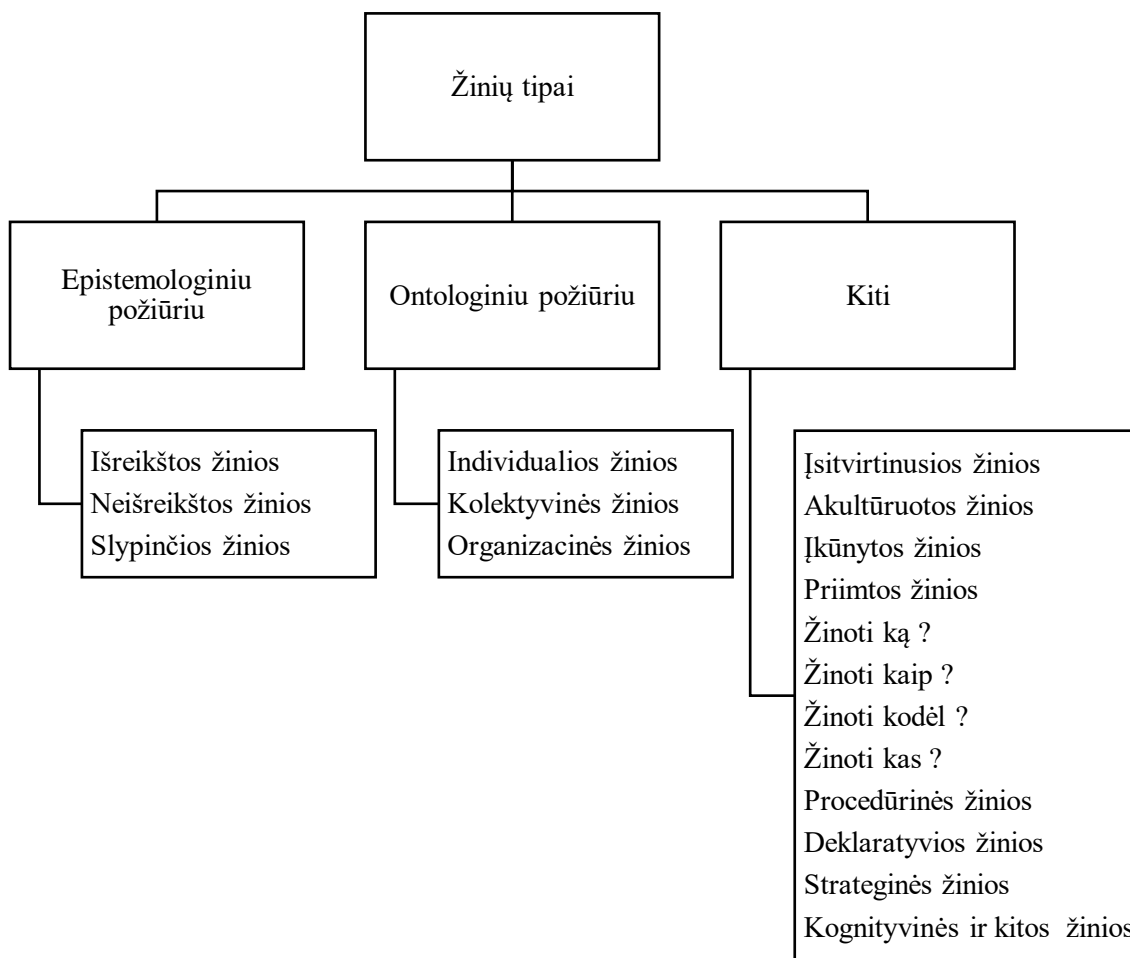 Žinių tipai
Epistemologiniu
požiūriu
Ontologiniu požiūriu
Kiti
Išreikštos žinios
Neišreikštos žinios
Slypinčios žinios
Individualios žinios
Kolektyvinės žinios
Organizacinės žinios
Įsitvirtinusios žinios
Akultūruotos žinios
Įkūnytos žinios
Priimtos žinios
Žinoti ką ?
Žinoti kaip ?
Žinoti kodėl ?
Žinoti kas ?
Procedūrinės žinios
Deklaratyvios žinios
Strateginės žinios
Kognityvinės ir kitos žinios